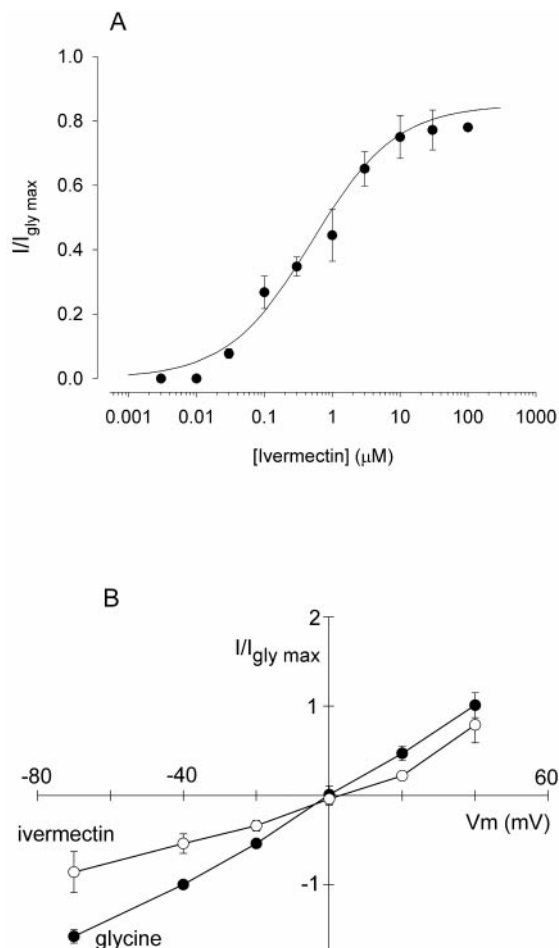 A
1.0
0.8
I/Igly max
0.6
0.4
0.2
0.0
0.001 0.01 0.1 1 10 100 1000
[Ivermectin] (μM)
B
2
I/Igly max
1
-80 -40 60
ivermectin Vm (mV)
-1
glycine